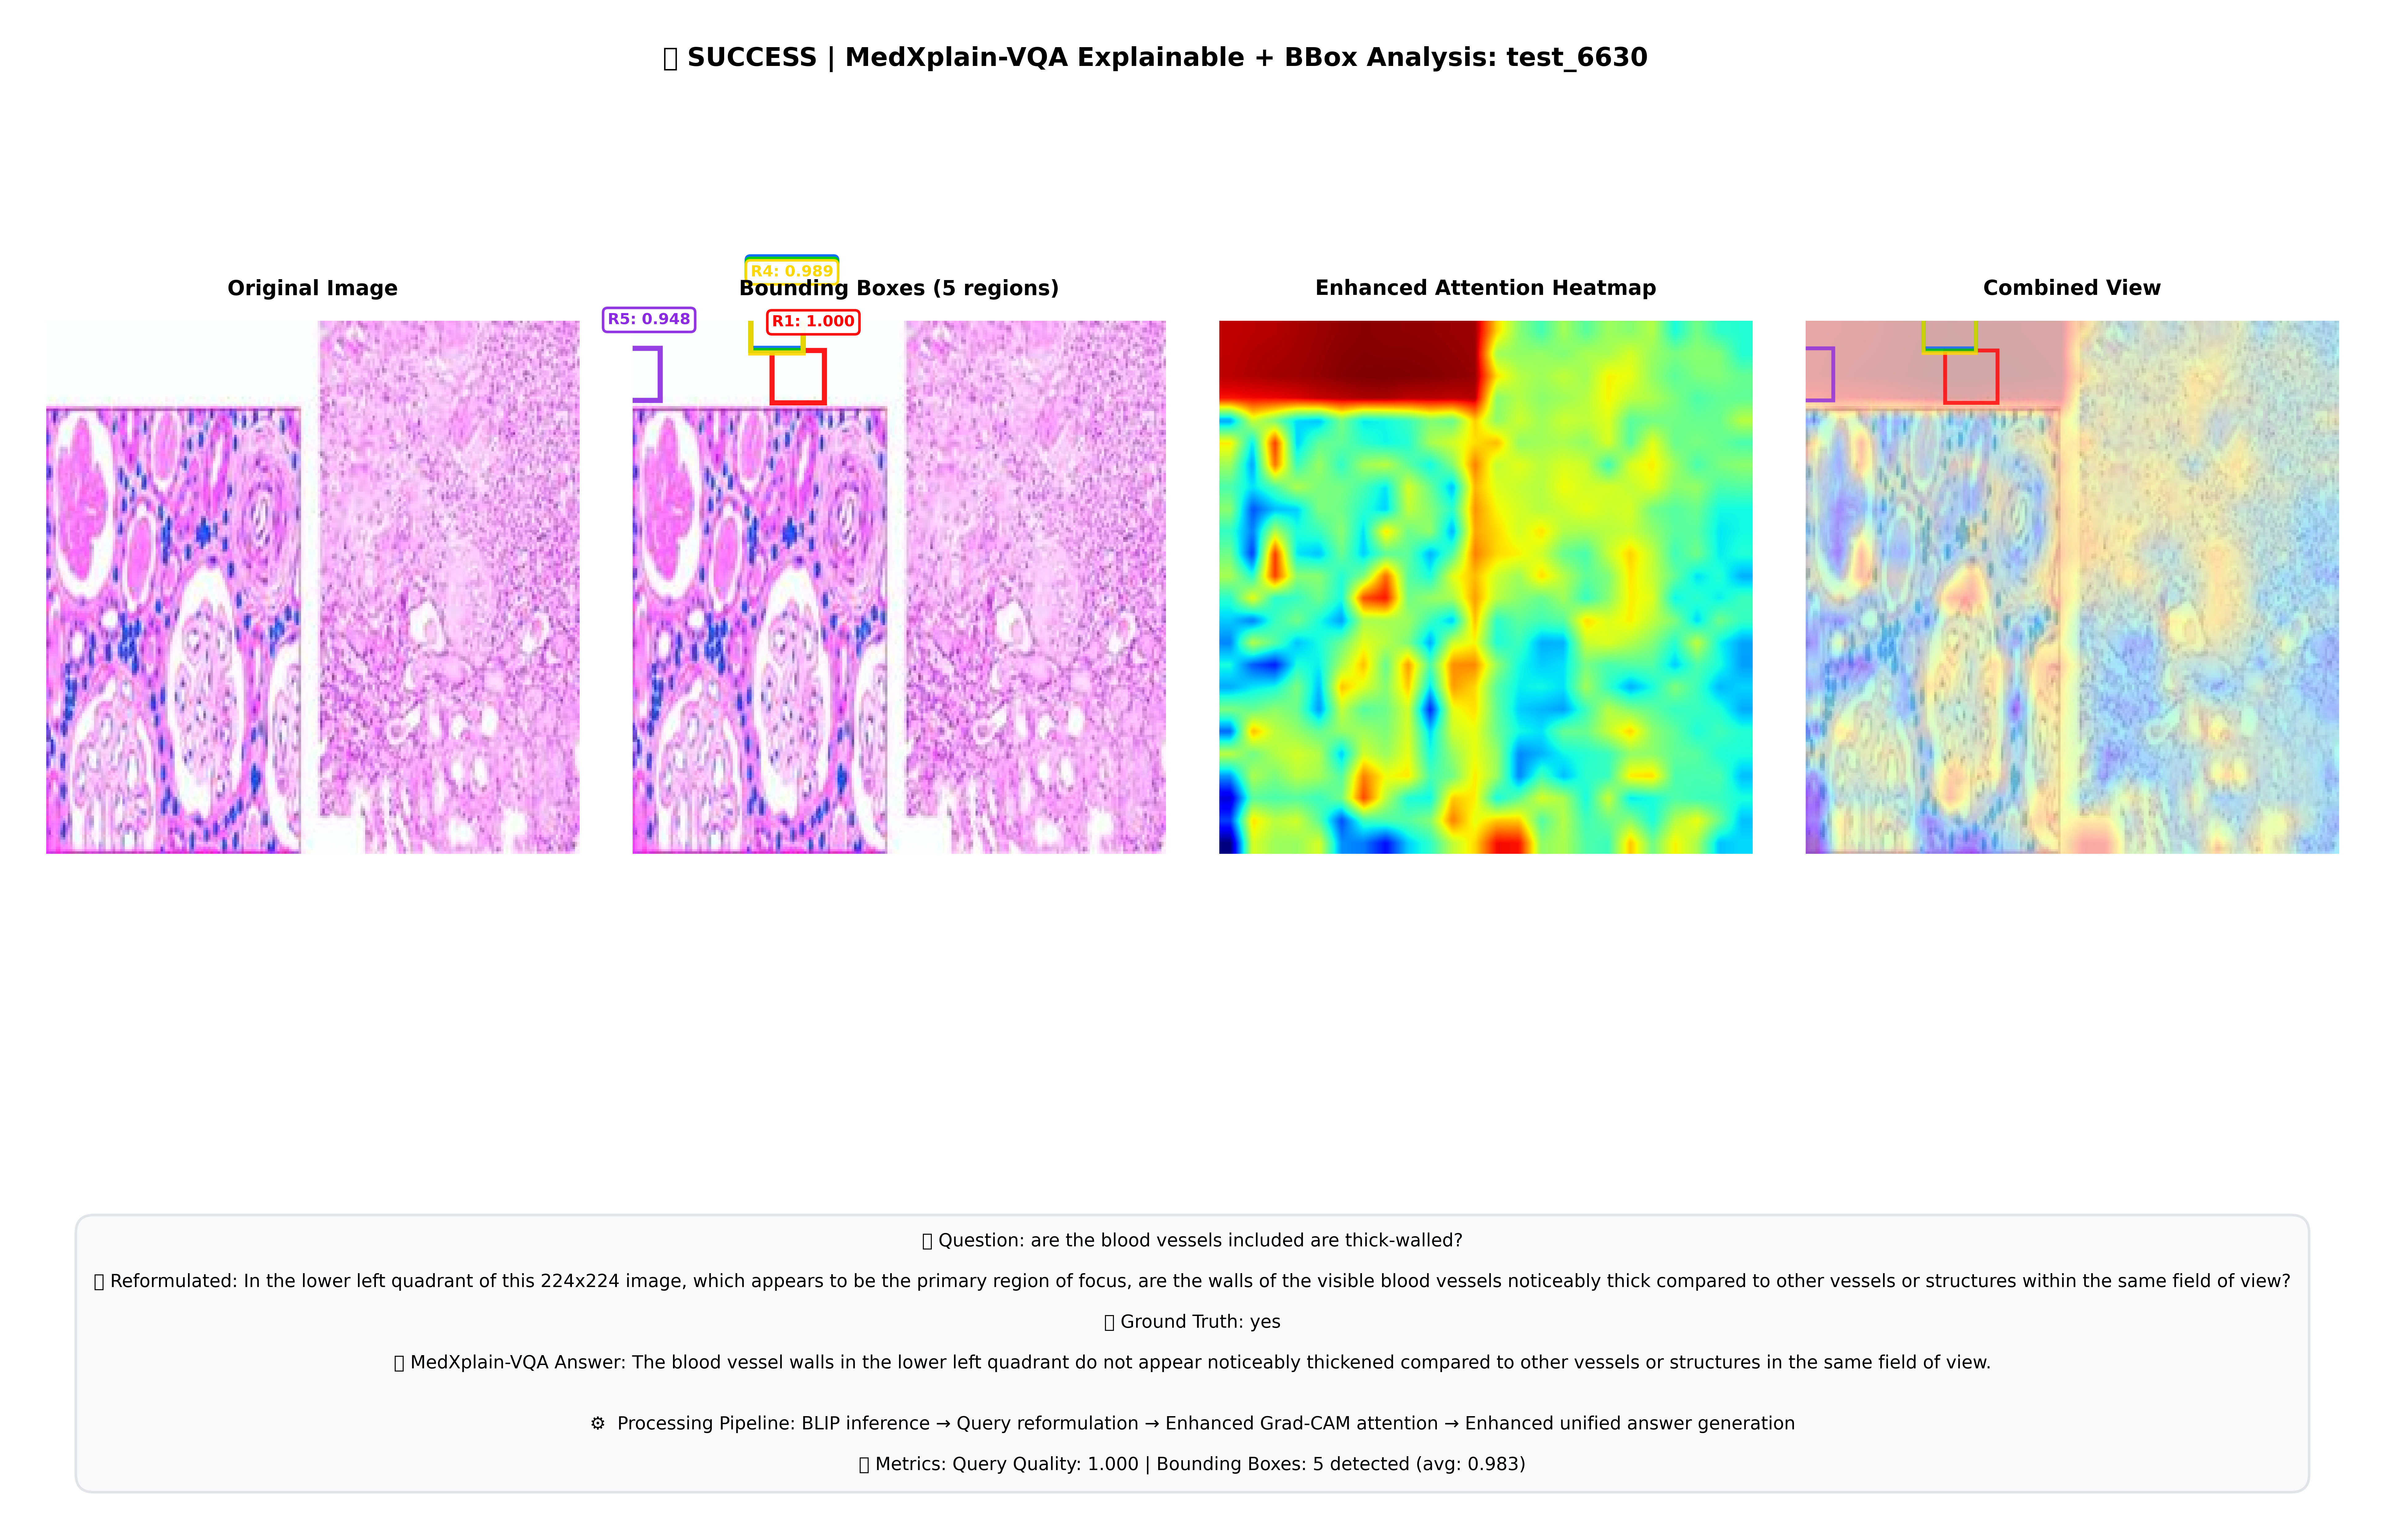 ▯ SUCCESS | MedXplain-VQA Explainable + BBox Analysis: test_6630
Original Image
R4: 0.989
Bounding Boxes (5 regions)
Enhanced Attention Heatmap
Combined View
R5: 0.948
R1: 1.000
▯ Question: are the blood vessels included are thick-walled?
▯ Reformulated: In the lower left quadrant of this 224x224 image, which appears to be the primary region of focus, are the walls of the visible blood vessels noticeably thick compared to other vessels or structures within the same field of view?
▯ Ground Truth: yes
▯ MedXplain-VQA Answer: The blood vessel walls in the lower left quadrant do not appear noticeably thickened compared to other vessels or structures in the same field of view.
⚙ Processing Pipeline: BLIP inference → Query reformulation → Enhanced Grad-CAM attention → Enhanced unified answer generation
▯ Metrics: Query Quality: 1.000 | Bounding Boxes: 5 detected (avg: 0.983)